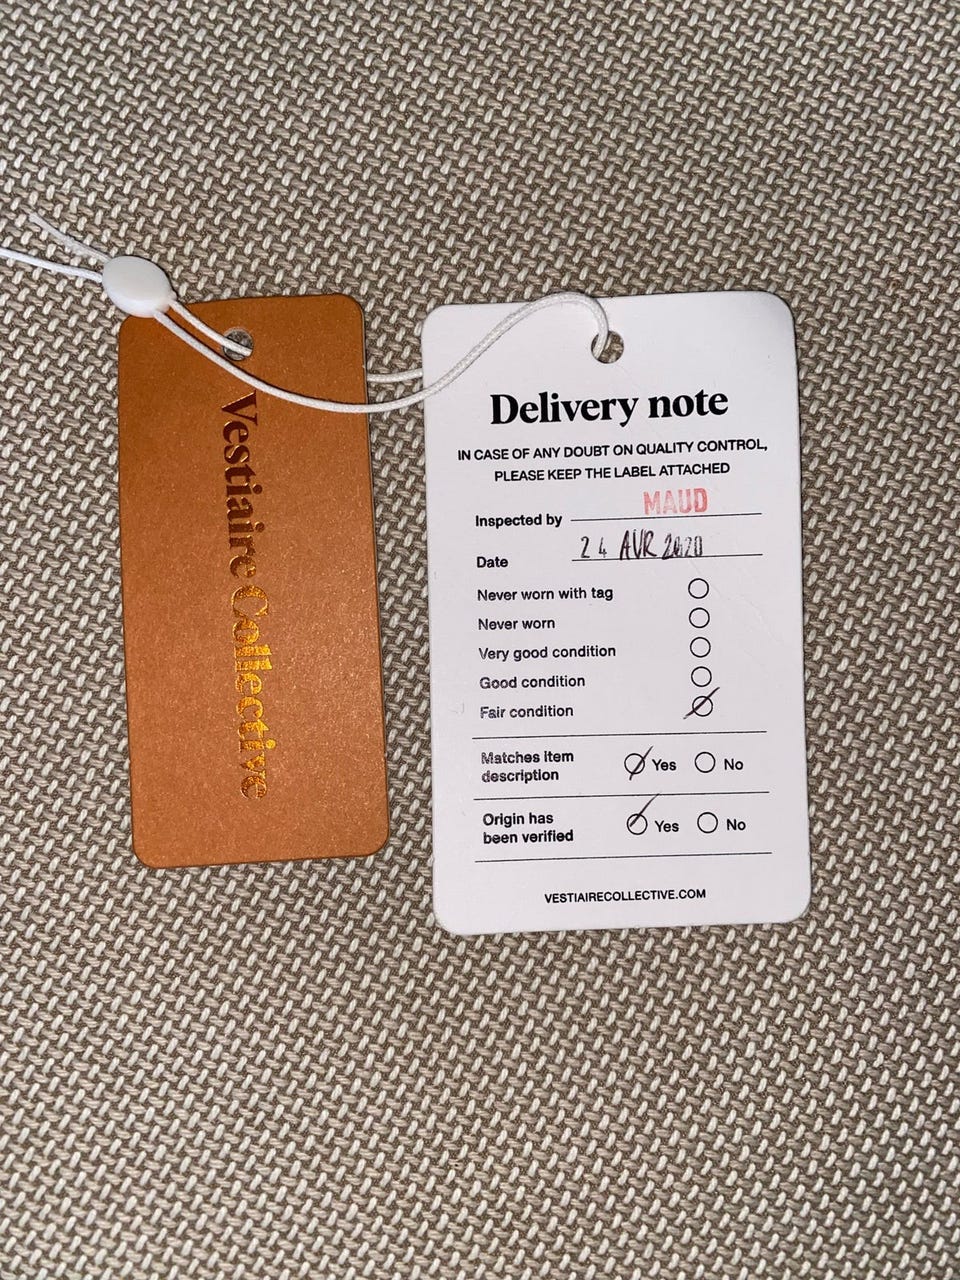 Vestiaire Collective
Delivery note
IN CASE OF ANY DOUBT ON QUALITY CONTROL,
PLEASE KEEP THE LABEL ATTACHED
Inspected by MAUD
Date 24 AVR 2020
Never worn with tag
Never worn
Very good condition
Good condition
Fair condition
Matches item
description Yes No
Origin has
been verified Yes No
VESTIAIRECOLLECTIVE.COM